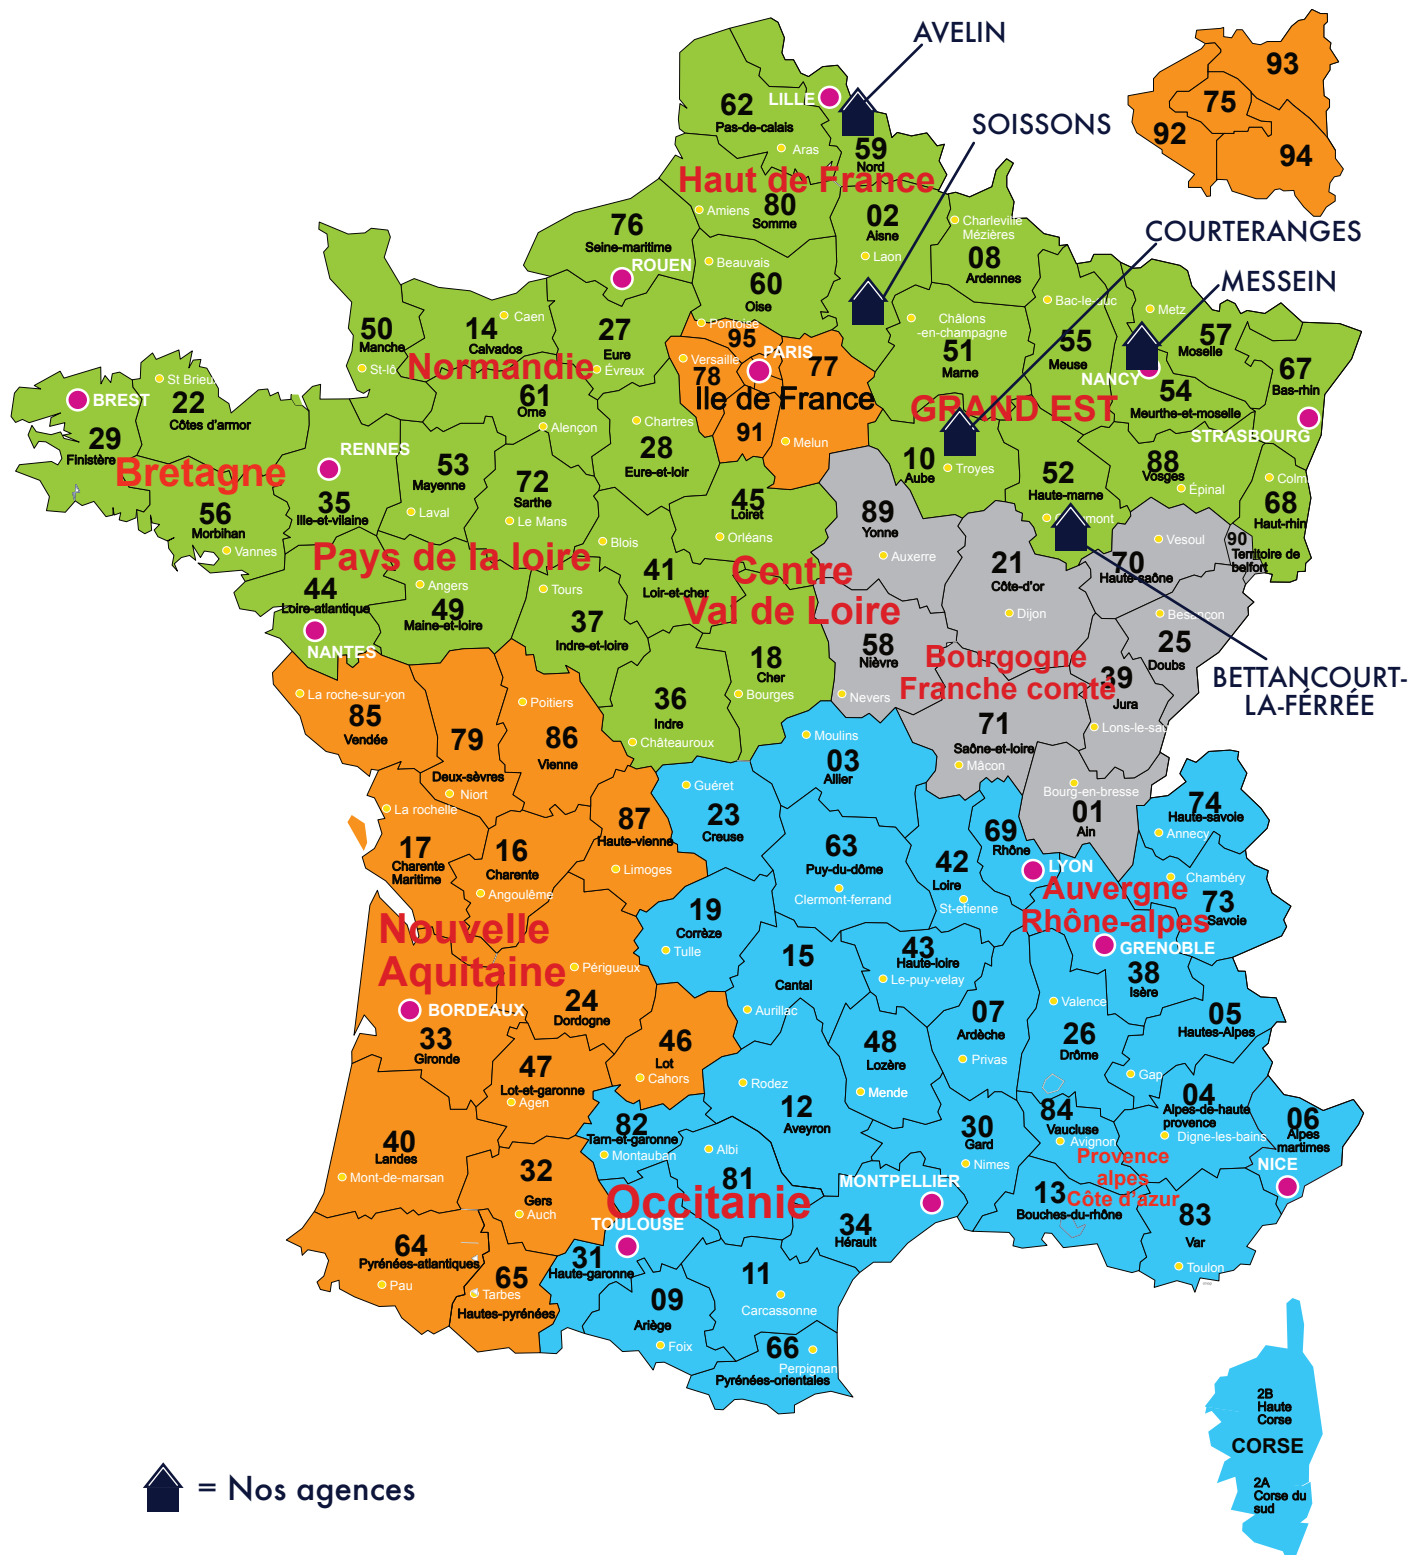 AVELIN
SOISSONS
COURTERANGES
MESSEIN
BETTANCOURT-
LA-FÉRRÉE
93
75
92
94
62
Pas-de-calais
LILLE
Aras
59
Nord
Haut de France
Amiens
80
Somme
02
Aisne
Laon
Charleville
Mézières
08
Ardennes
76
Seine-maritime
ROUEN
Beauvais
60
Oise
50
Manche
St-lô
14
Calvados
Caen
27
Eure
Évreux
Normandie
61
Orne
Alençon
Pontoise
95
Versaille
PARIS
78
77
Ile de France
91
Melun
Châlons
-en-champagne
51
Marne
Bac-le-duc
55
Meuse
Metz
57
Moselle
NANCY
54
Meurthe-et-moselle
67
Bas-rhin
STRASBOURG
GRAND EST
10
Aube
Troyes
52
Haute-marne
88
Vosges
Épinal
68
Haut-rhin
BREST
29
Finistère
St Brieu
22
Côtes d'armor
Bretagne
RENNES
35
Ille-et-vilaine
56
Morbihan
Vannes
53
Mayenne
Laval
72
Sarthe
Le Mans
Chartres
28
Eure-et-loir
45
Loiret
Orléans
Blois
41
Loir-et-cher
Pays de la loire
Angers
49
Maine-et-loire
44
Loire-atlantique
NANTES
Tours
37
Indre-et-loire
Centre
Val de Loire
18
Cher
Bourges
36
Indre
Châteauroux
89
Yonne
Auxerre
21
Côte-d'or
Dijon
70
Haute-saône
Vesoul
90
Territoire de
belfort
Besançon
25
Doubs
58
Nièvre
Nevers
Bourgogne
Franche comté
39
Jura
Lons-le-sau
71
Saône-et-loire
Mâcon
Bourg-en-bresse
01
Ain
La roche-sur-yon
85
Vendée
79
Deux-sèvres
Niort
Poitiers
86
Vienne
La rochelle
17
Charente
Maritime
16
Charente
Angoulême
87
Haute-vienne
Limoges
Nouvelle
Aquitaine
Périgueux
24
Dordogne
BORDEAUX
33
Gironde
47
Lot-et-garonne
Agen
46
Lot
Cahors
40
Landes
Mont-de-marsan
32
Gers
Auch
64
Pyrénées-atlantiques
Pau
65
Tarbes
Hautes-pyrénées
Moulins
03
Allier
Guéret
23
Creuse
63
Puy-du-dôme
Clermont-ferrand
42
Loire
St-etienne
69
Rhône
LYON
74
Haute-savoie
Annecy
Chambéry
73
Savoie
Auvergne
Rhône-alpes
GRENOBLE
38
Isère
19
Corrèze
Tulle
15
Cantal
Aurillac
43
Haute-loire
Le-puy-velay
07
Ardèche
Privas
Valence
26
Drôme
05
Hautes-Alpes
Gap
48
Lozère
Mende
Rodez
12
Aveyron
82
Tarn-et-garonne
Montauban
Albi
81
30
Gard
Nimes
84
Vaucluse
Avignon
04
Alpes-de-haute
provence
Digne-les-bains
06
Alpes
martimes
NICE
Provence
alpes
Côte d'azur
13
Bouches-du-rhône
83
Var
Toulon
Occitanie
TOULOUSE
MONTPELLIER
34
Hérault
31
Haute-garonne
11
Carcassonne
09
Ariège
Foix
66
Perpignan
Pyrénées-orientales
2B
Haute
Corse
CORSE
2A
Corse du
sud
= Nos agences